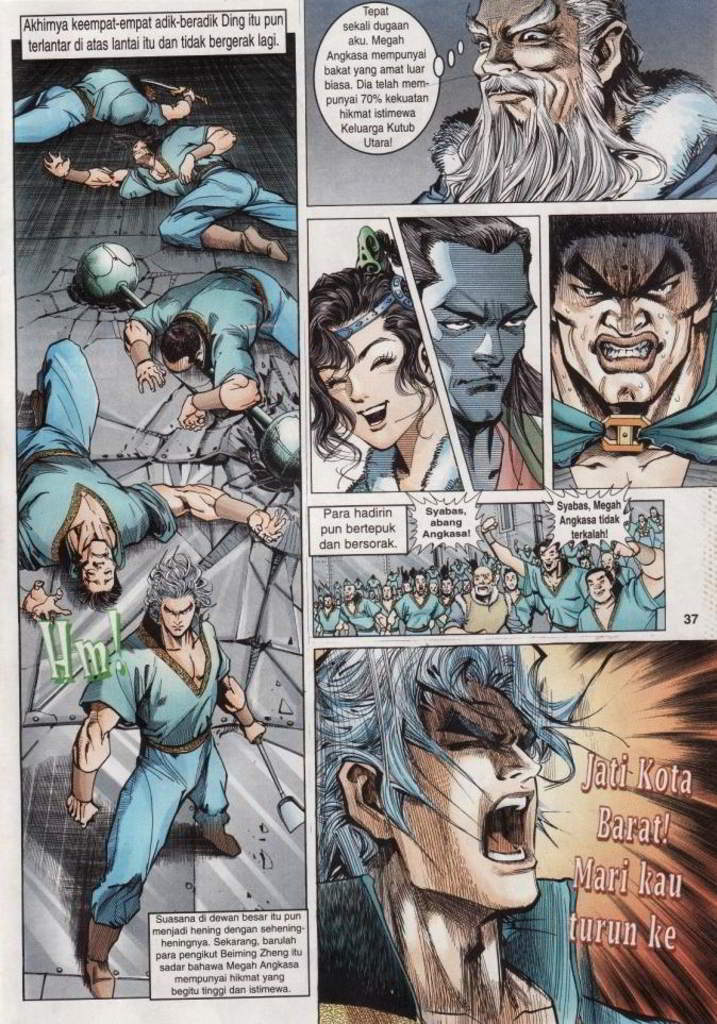 Akhirnya keempat-empat adik-beradik Ding itu pun
terlantar di atas lantai itu dan tidak bergerak lagi.
Hm!
Suasana di dewan besar itu pun
menjadi hening dengan sehening-
heningnya. Sekarang, barulah
para pengikut Beiming Zheng itu
sadar bahawa Megah Angkasa
mempunyai hikmat yang
begitu tinggi dan istimewa.
Tepat
sekali dugaan
aku. Megah
Angkasa mempunyai
bakat yang amat luar
biasa. Dia telah mem-
punyai 70% kekuatan
hikmat istimewa
Keluarga Kutub
Utara!
Para hadirin
pun bertepuk
dan bersorak.
Syabas,
abang
Angkasa!
Syabas, Megah
Angkasa tidak
terkalah!
37
Jati Kota
Barat!
Mari kau
turun ke